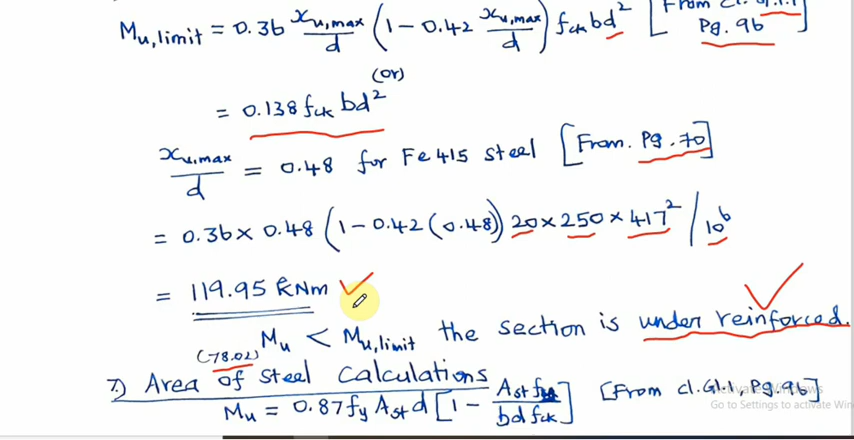 Mu,limit = 0.36 xu,max/d (1 - 0.42 xu,max/d) fck bd² [From cl. G1.1 Pg. 96]
(or)
= 0.138 fck bd²
xu,max/d = 0.48 for Fe 415 steel [From. Pg. 70]
= 0.36 × 0.48 (1 - 0.42 (0.48)) 20 × 250 × 417² / 10⁶
= 119.95 kNm
Mu < Mu,limit the section is under reinforced.
(78.02)
7) Area of steel calculations
Mu = 0.87 fy Ast d [1 - Ast fy/bd fck] [From cl. G1.1, Pg. 96]
Go to Settings to activate Win